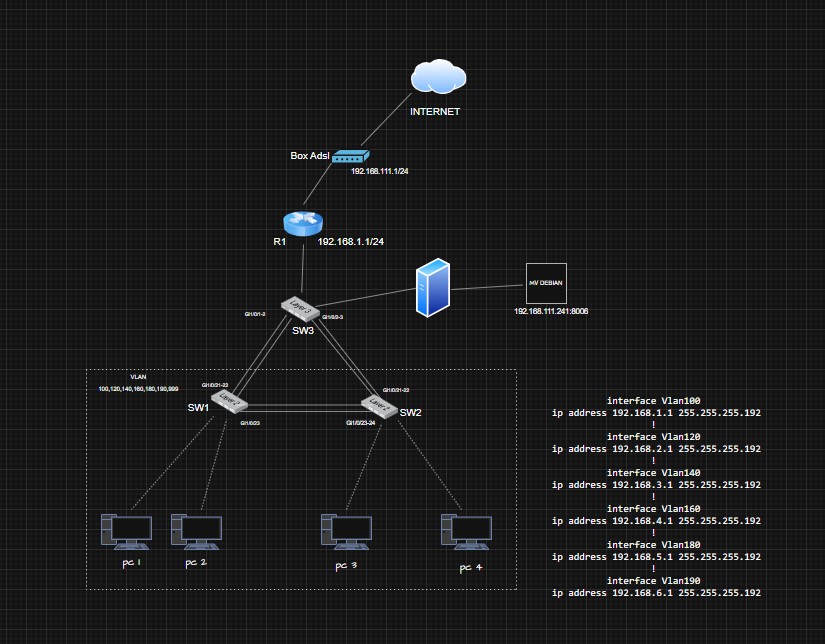 INTERNET
Box Adsl
192.168.111.1/24
R1
192.168.1.1/24
MV DEBIAN
192.168.111.241:8006
Layer 3
Gi1/0/1-2
Gi1/0/2-3
SW3
VLAN
100,120,140,160,180,190,999
Gi1/0/21-22
Gi1/0/21-22
Layer 2
SW1
Layer 2
SW2
Gi1/0/23
Gi1/0/23-24
pc 1
pc 2
pc 3
pc 4
interface Vlan100
ip address 192.168.1.1 255.255.255.192
!
interface Vlan120
ip address 192.168.2.1 255.255.255.192
!
interface Vlan140
ip address 192.168.3.1 255.255.255.192
!
interface Vlan160
ip address 192.168.4.1 255.255.255.192
!
interface Vlan180
ip address 192.168.5.1 255.255.255.192
!
interface Vlan190
ip address 192.168.6.1 255.255.255.192